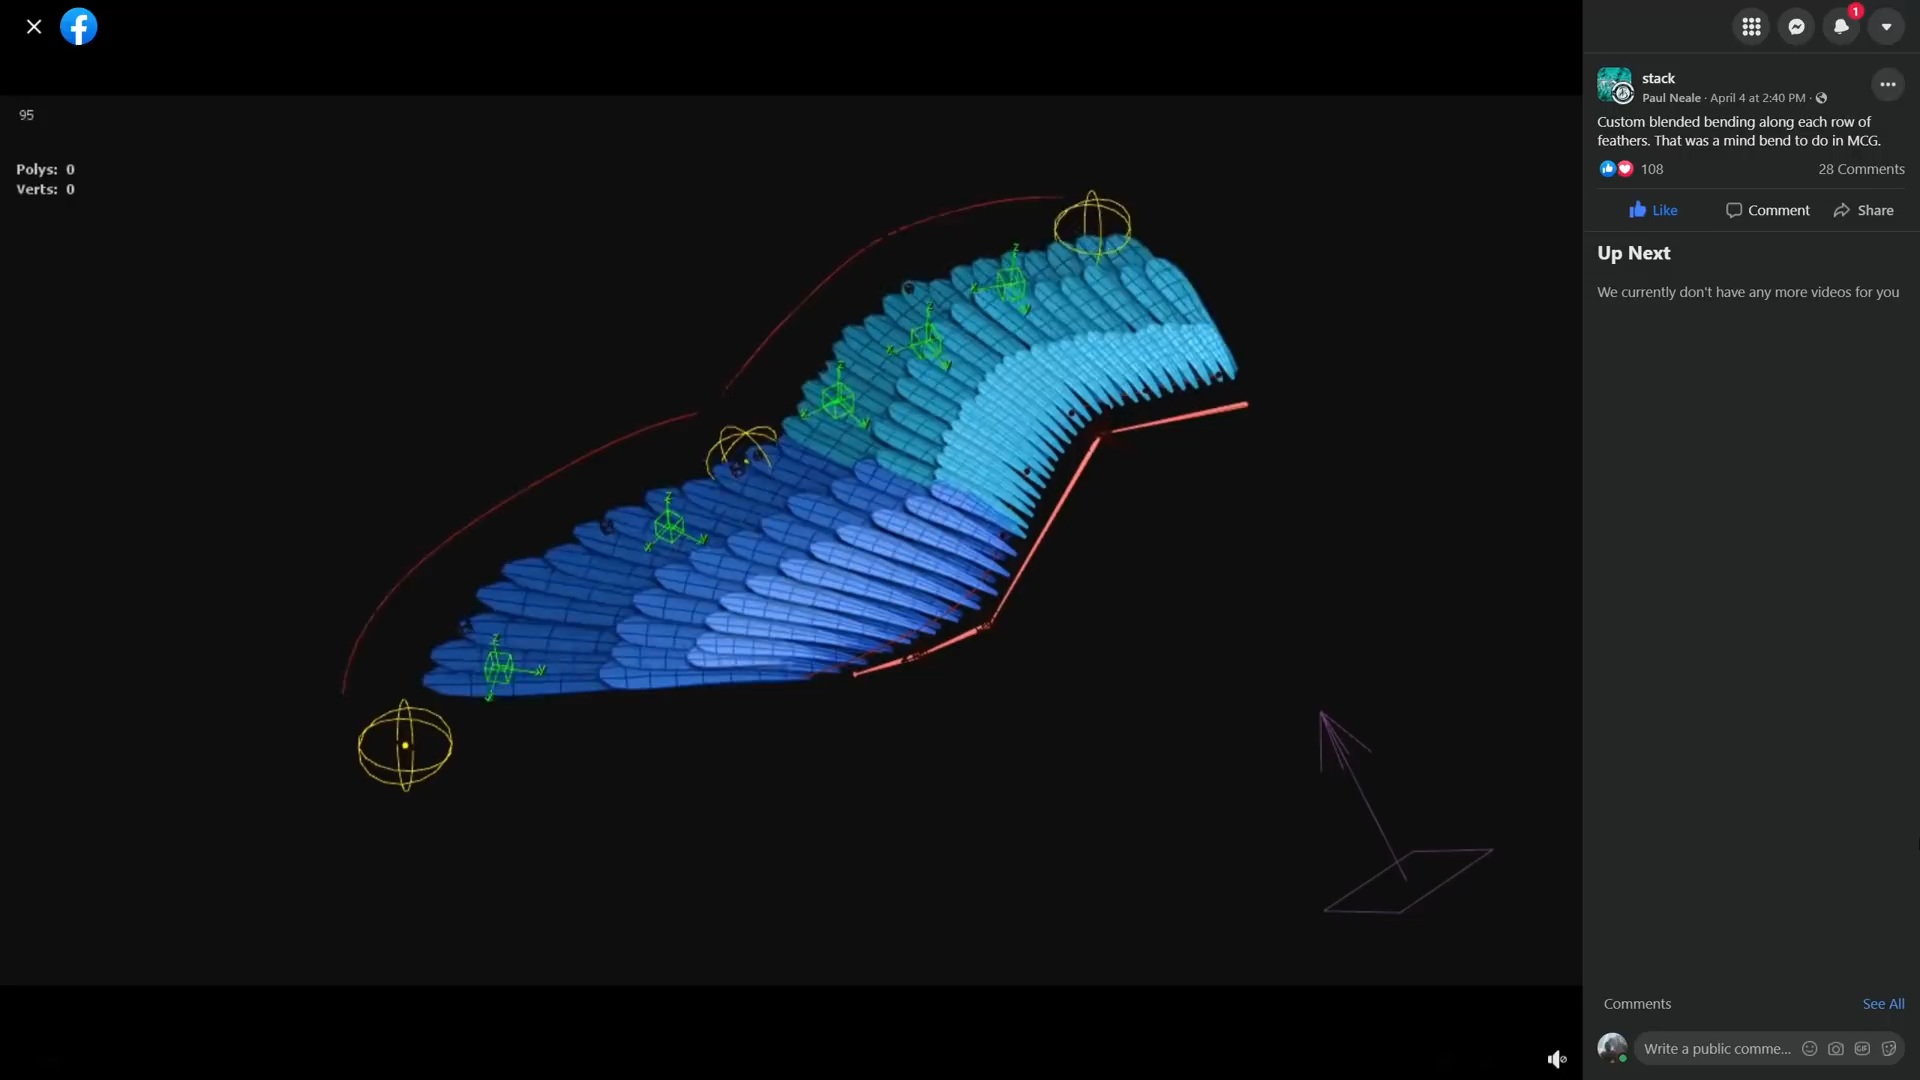 95
Polys: 0
Verts: 0
1
stack
Paul Neale · April 4 at 2:40 PM ·
Custom blended bending along each row of
feathers. That was a mind bend to do in MCG.
108
28 Comments
Like
Comment
Share
Up Next
We currently don't have any more videos for you
Comments
See All
Write a public comme...
GIF